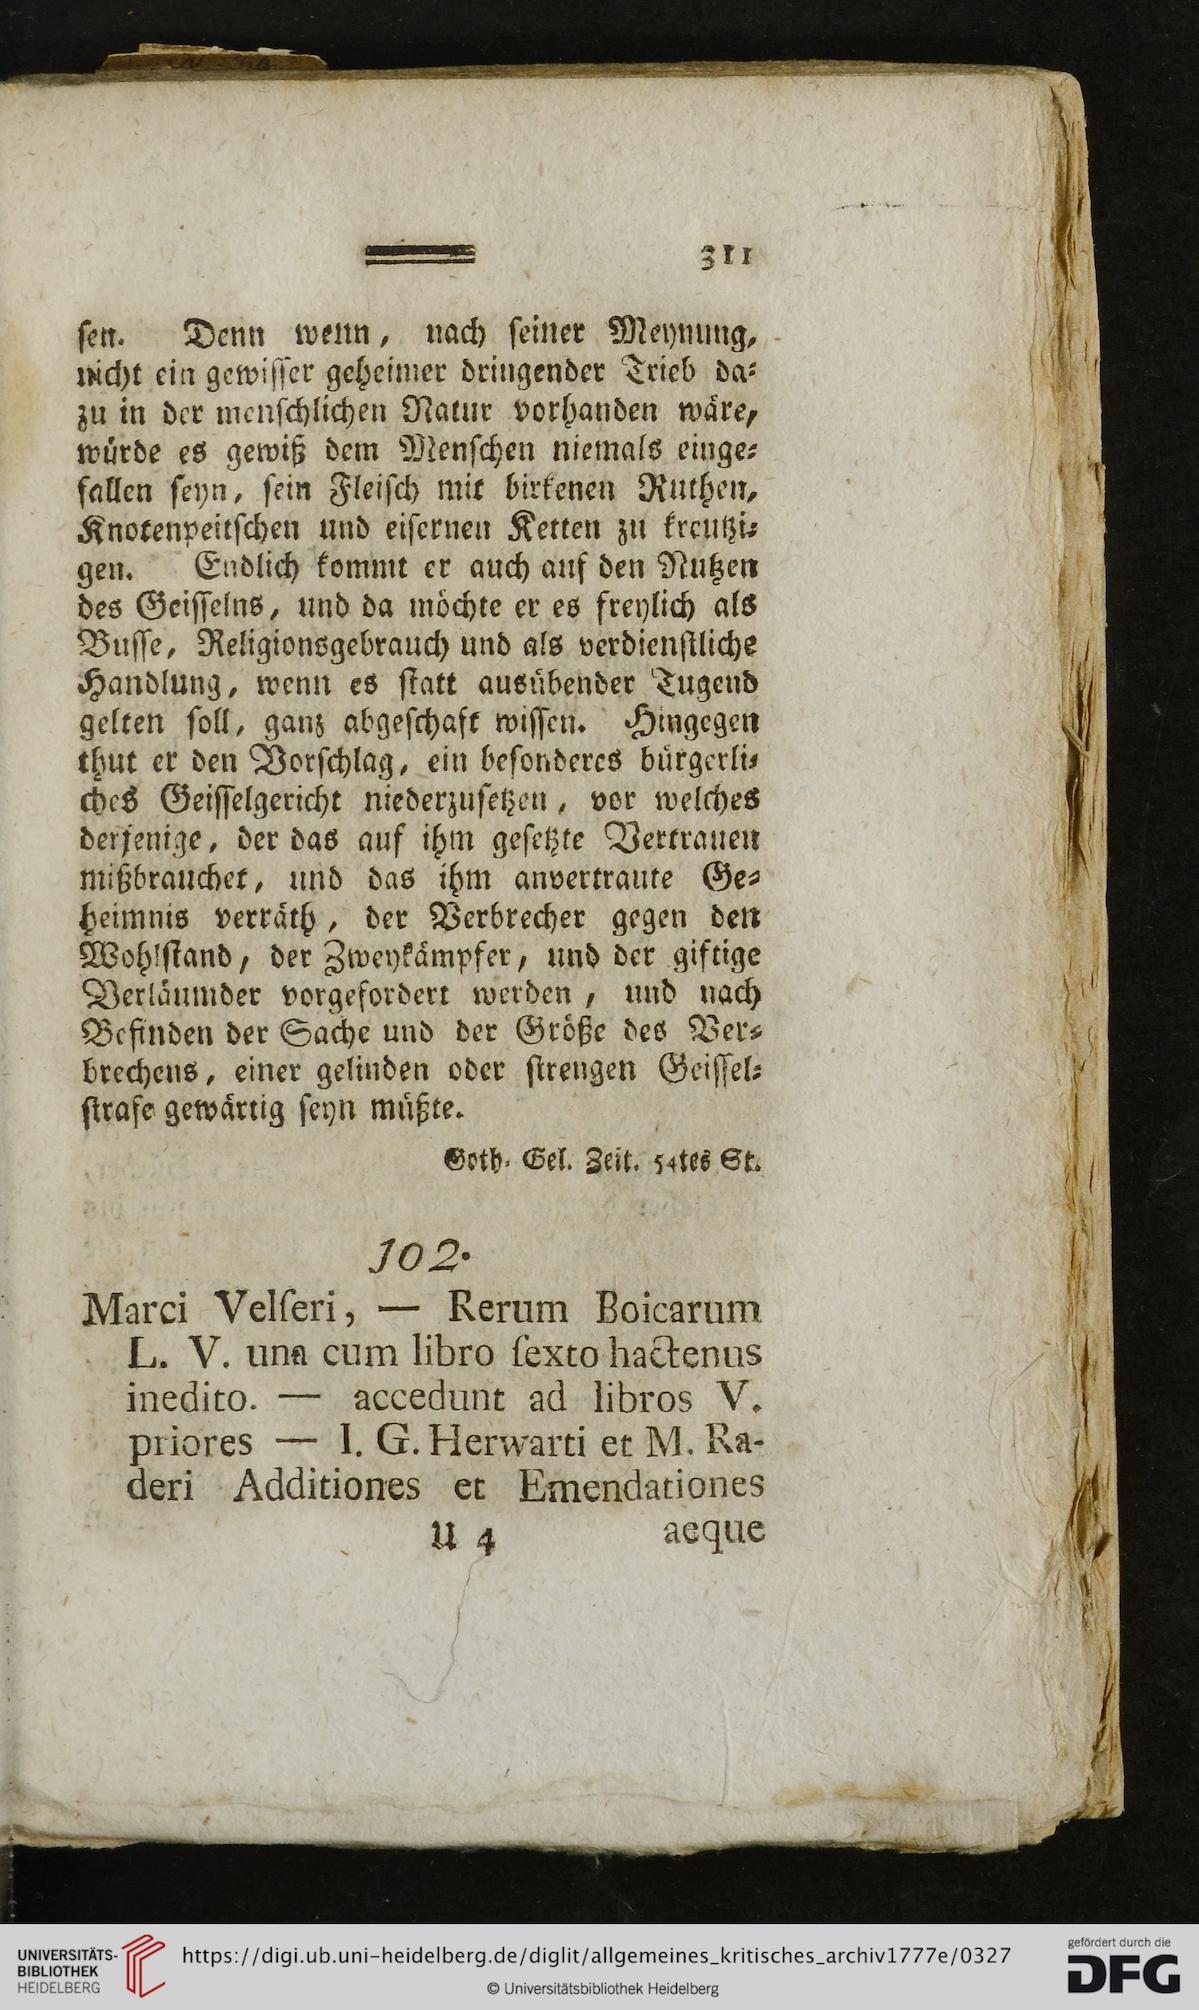 311
sen. Denn wenn, nach seiner Meynung,
nicht ein gewisser geheimer dringender Trieb da⸗
zu in der menschlichen Natur vorhanden wäre,
würde es gewiß dem Menschen niemals einge⸗
fallen seyn, sein Fleisch mit birkenen Ruthen,
Knotenpeitschen und eisernen Ketten zu kreutzi⸗
gen. Endlich kommt er auch auf den Nutzen
des Geisselns, und da möchte er es freylich als
Busse, Religionsgebrauch und als verdienstliche
Handlung, wenn es statt ausübender Tugend
gelten soll, ganz abgeschaft wissen. Hingegen
thut er den Vorschlag, ein besonderes bürgerli⸗
ches Geisselgericht niederzusetzen, vor welches
derjenige, der das auf ihm gesetzte Vertrauen
mißbrauchet, und das ihm anvertraute Ge⸗
heimnis verräth, der Verbrecher gegen den
Wohlstand, der Zweykämpfer, und der giftige
Verläumder vorgefordert werden, und nach
Befinden der Sache und der Größe des Ver⸗
brechens, einer gelinden oder strengen Geissel⸗
strafe gewärtig seyn müßte.
Goth. Gel. Zeit. 54tes St.
102.
Marci Velſeri, — Rerum Boicarum
L. V. una cum libro ſexto hactenus
inedito. — accedunt ad libros V.
priores — I. G. Herwarti et M. Ra-
deri Additiones et Emendationes
U 4 aeque
UNIVERSITÄTS-
BIBLIOTHEK
HEIDELBERG
https://digi.ub.uni-heidelberg.de/diglit/allgemeines_kritisches_archiv1777e/0327
© Universitätsbibliothek Heidelberg
gefördert durch die
DFG